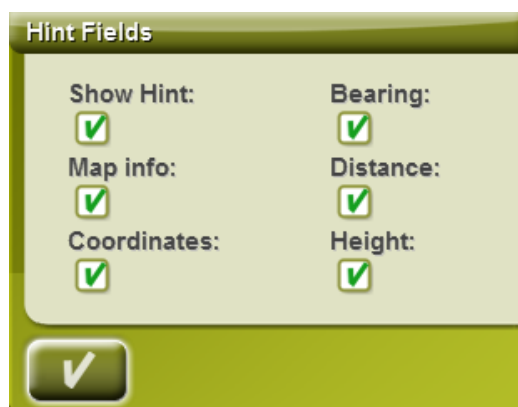 Hint Fields
Show Hint:
Bearing:
Map info:
Distance:
Coordinates:
Height: